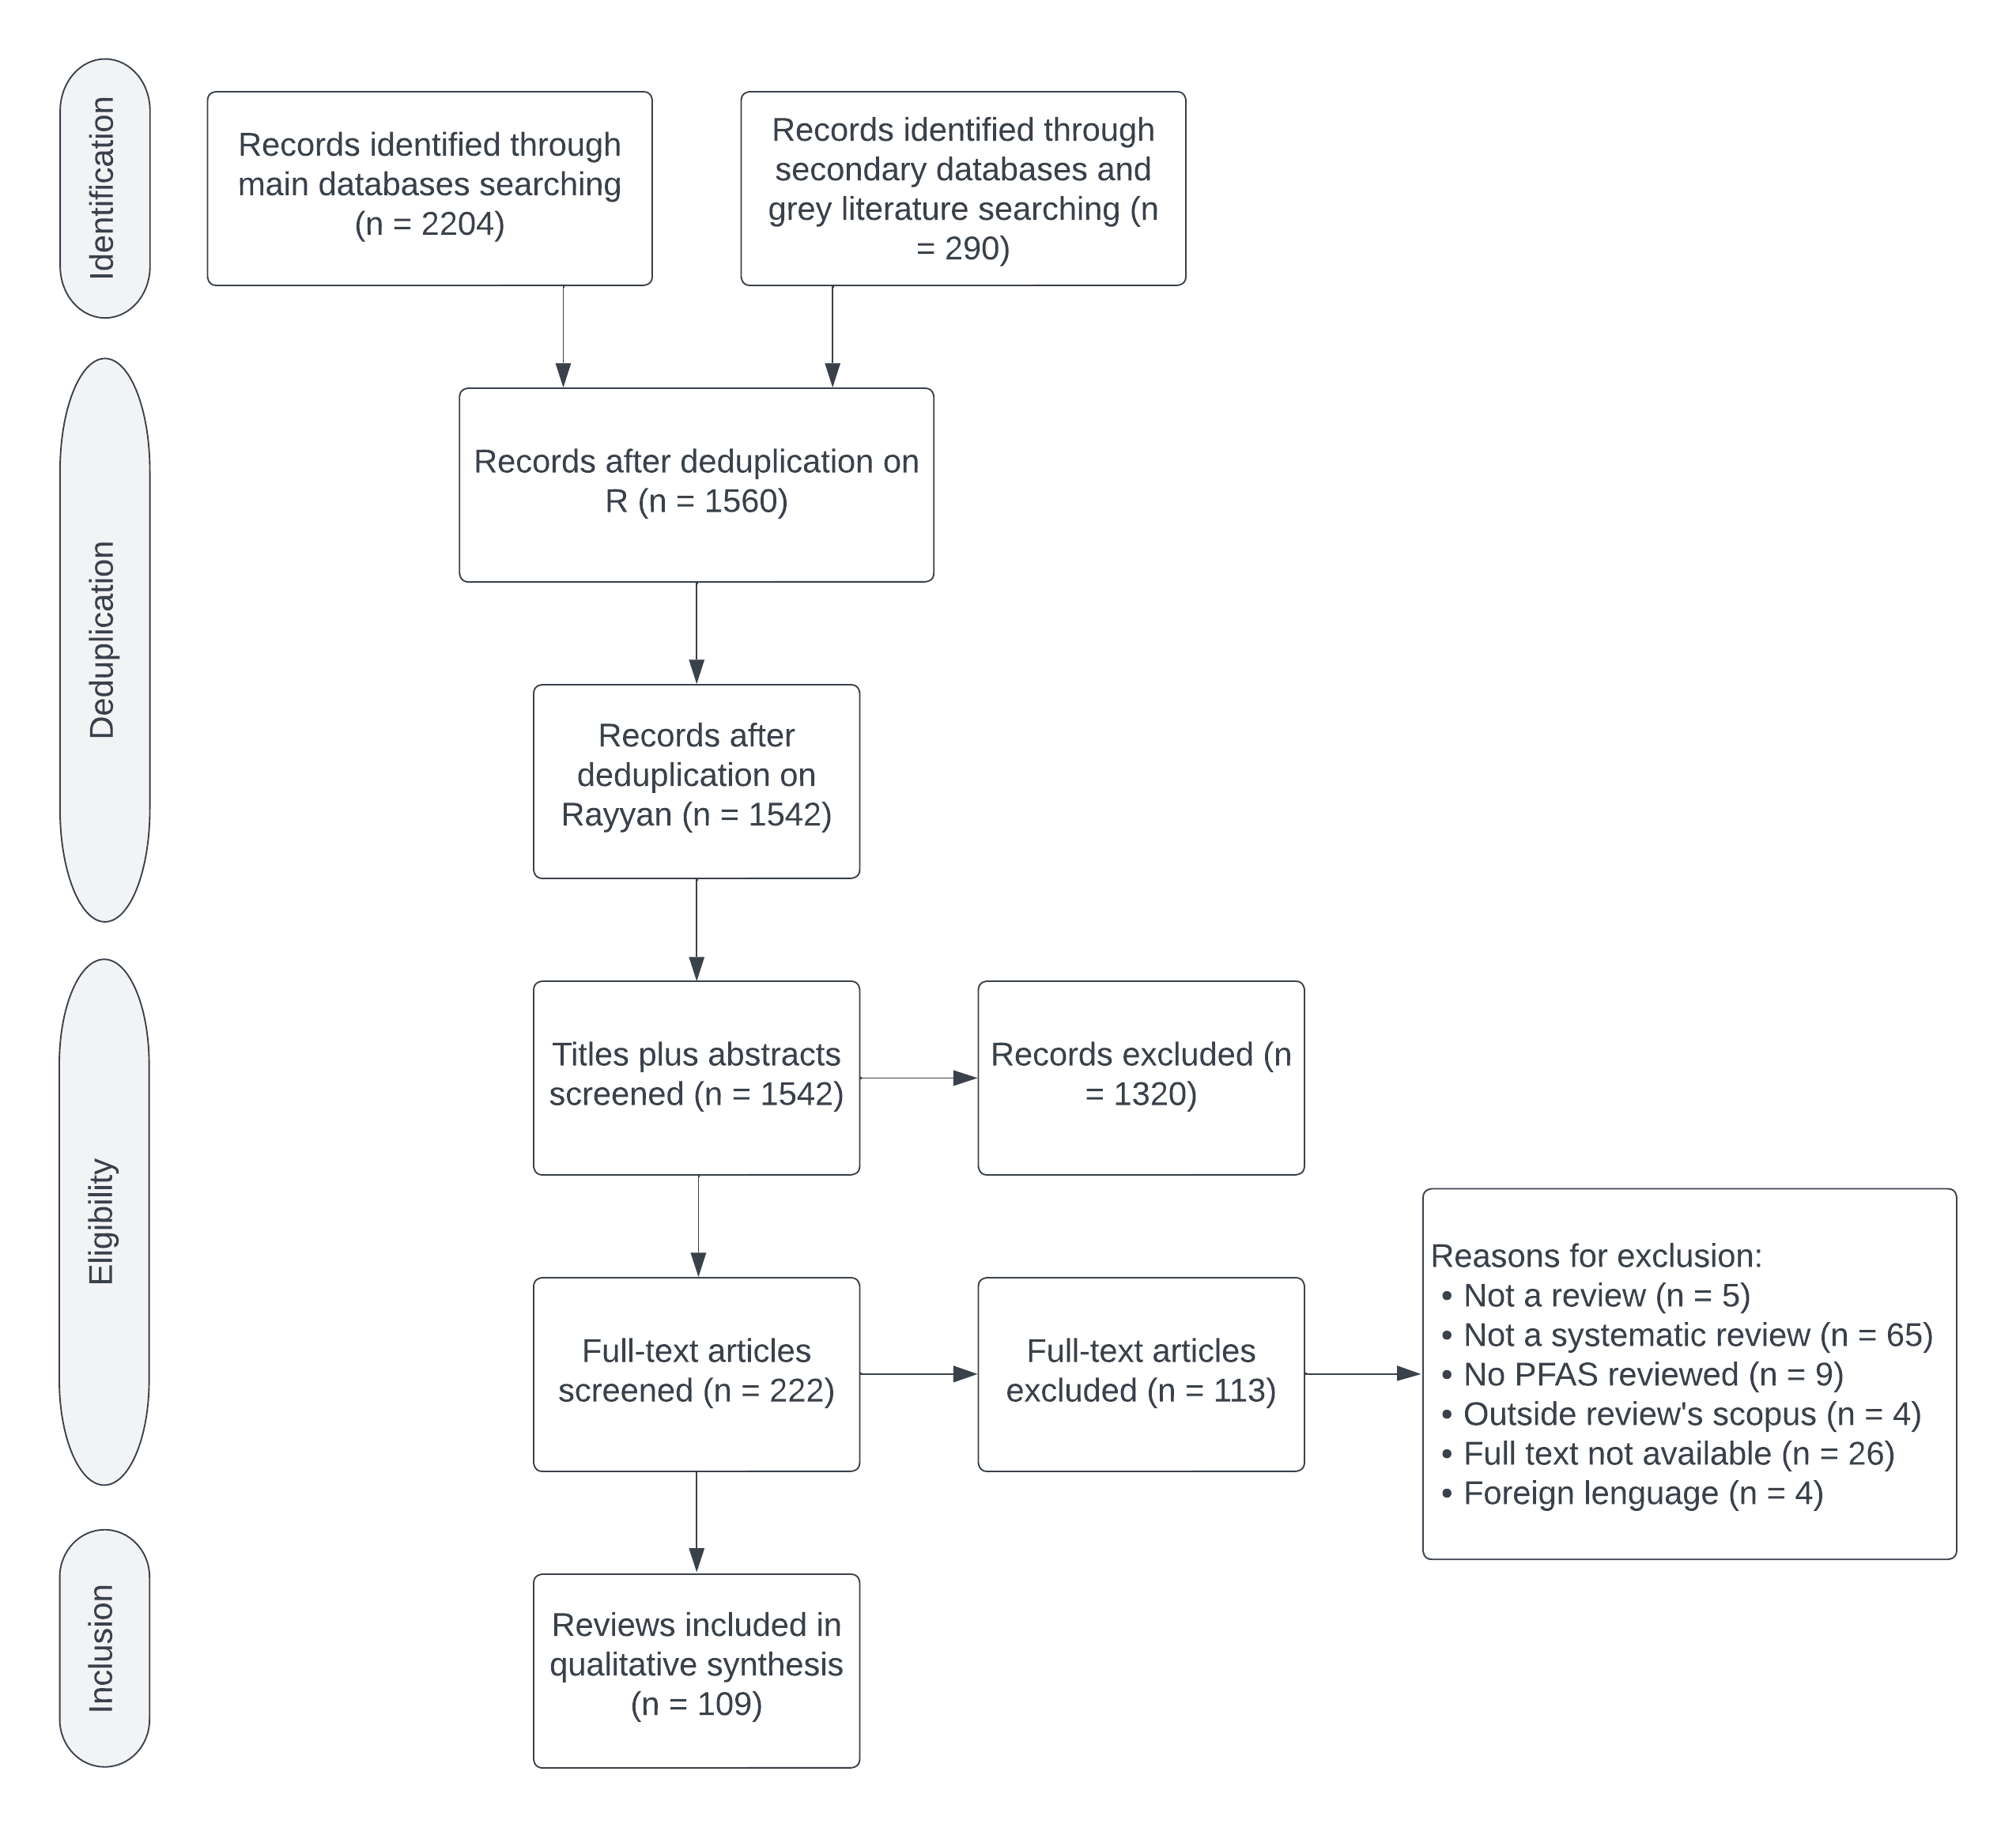 Identification
Records identified through
main databases searching
(n = 2204)
Records identified through
secondary databases and
grey literature searching (n
= 290)
Deduplication
Records after deduplication on
R (n = 1560)
Records after
deduplication on
Rayyan (n = 1542)
Eligibility
Titles plus abstracts
screened (n = 1542)
Records excluded (n
= 1320)
Full-text articles
screened (n = 222)
Full-text articles
excluded (n = 113)
Reasons for exclusion:
• Not a review (n = 5)
• Not a systematic review (n = 65)
• No PFAS reviewed (n = 9)
• Outside review's scopus (n = 4)
• Full text not available (n = 26)
• Foreign lenguage (n = 4)
Inclusion
Reviews included in
qualitative synthesis
(n = 109)